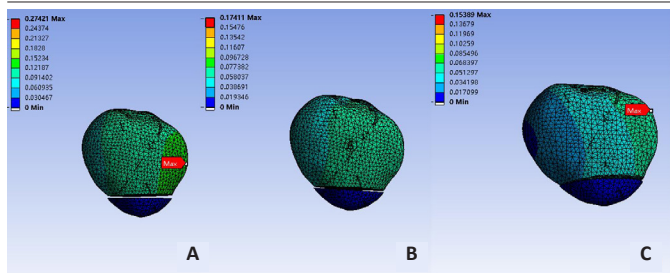 0.27421 Max
0.24374
0.21327
0.1828
0.15234
0.12187
0.091402
0.060935
0.030467
0 Min
Max
A
0.17411 Max
0.15476
0.13542
0.11607
0.096728
0.077382
0.058037
0.038691
0.019346
0 Min
B
0.15389 Max
0.13679
0.11969
0.10259
0.085496
0.068397
0.051297
0.034198
0.017099
0 Min
Max
C